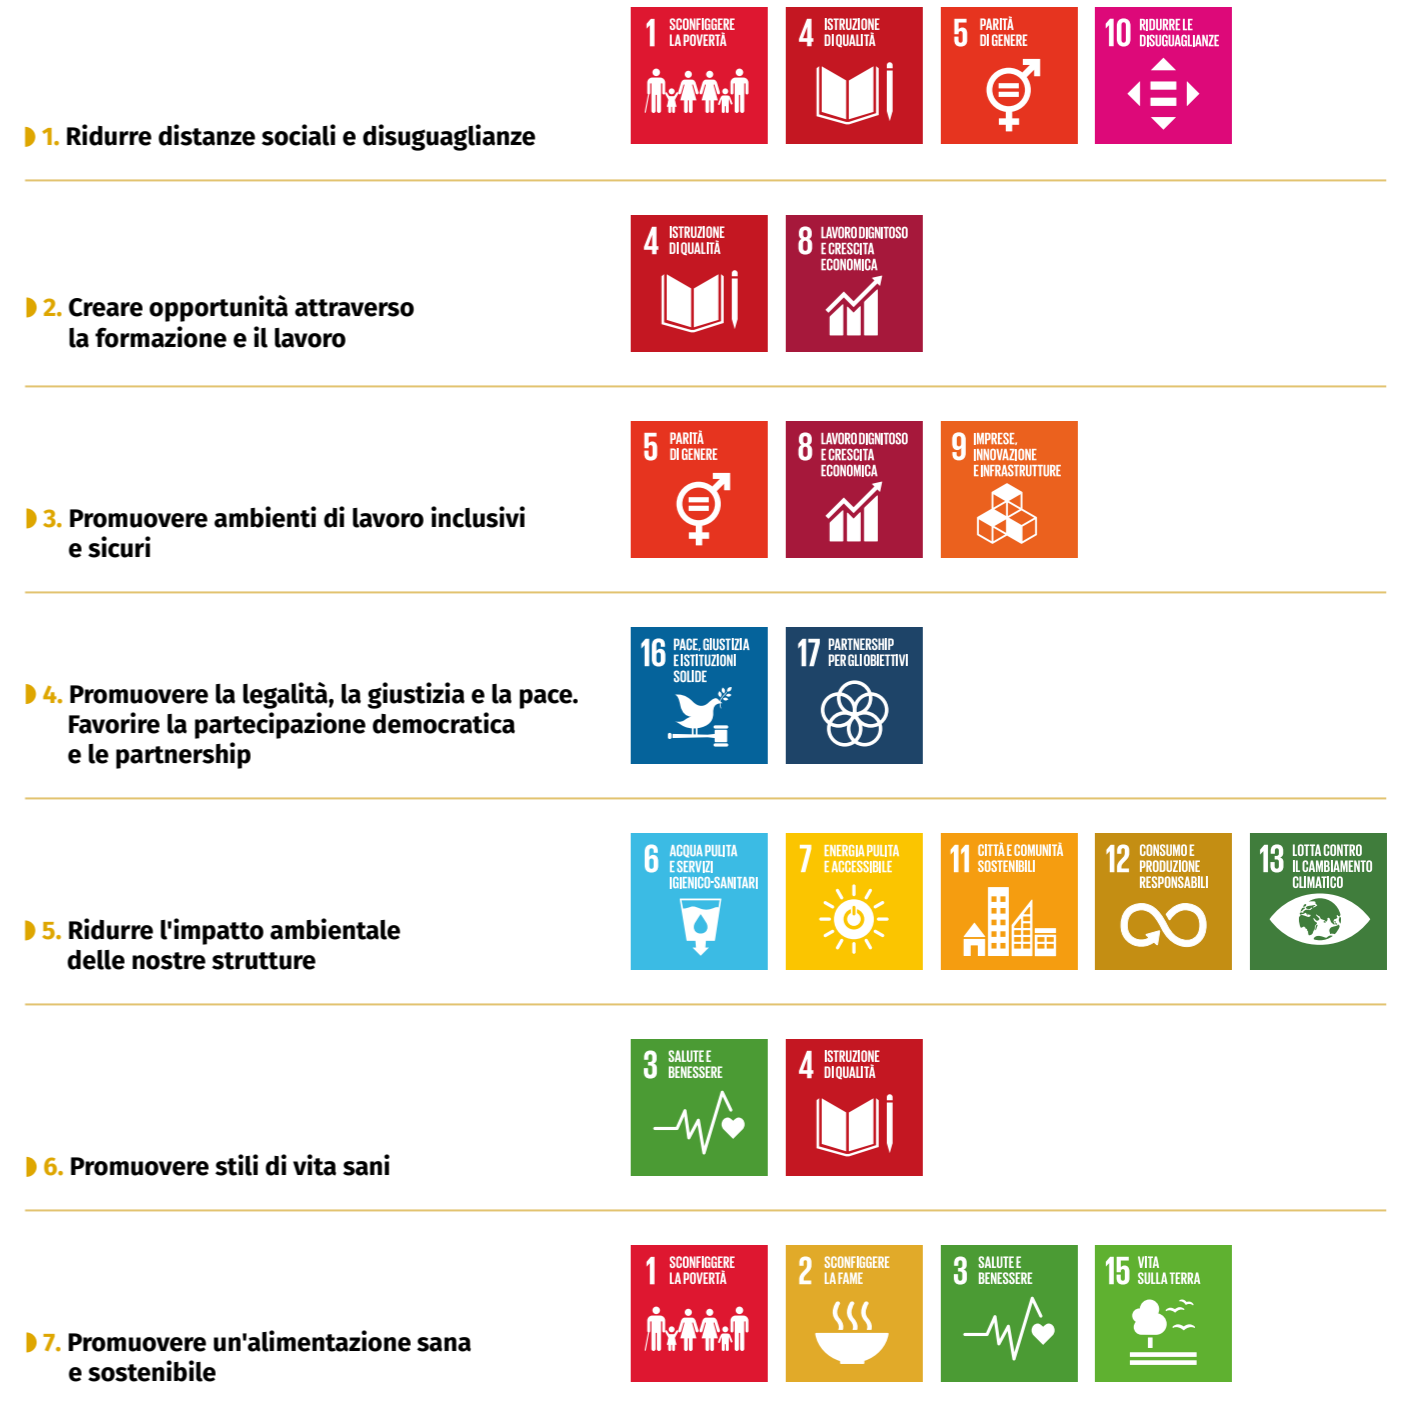 1 SCONFIGGERE
LA POVERTÀ
4 ISTRUZIONE
DI QUALITÀ
5 PARITÀ
DI GENERE
10 RIDURRE LE
DISUGUAGLIANZE
1. Ridurre distanze sociali e disuguaglianze
4 ISTRUZIONE
DI QUALITÀ
8 LAVORO DIGNITOSO
E CRESCITA
ECONOMICA
2. Creare opportunità attraverso
la formazione e il lavoro
5 PARITÀ
DI GENERE
8 LAVORO DIGNITOSO
E CRESCITA
ECONOMICA
9 IMPRESE,
INNOVAZIONE
E INFRASTRUTTURE
3. Promuovere ambienti di lavoro inclusivi
e sicuri
16 PACE, GIUSTIZIA
E ISTITUZIONI
SOLIDE
17 PARTNERSHIP
PER GLI OBIETTIVI
4. Promuovere la legalità, la giustizia e la pace.
Favorire la partecipazione democratica
e le partnership
6 ACQUA PULITA
E SERVIZI
IGIENICO-SANITARI
7 ENERGIA PULITA
E ACCESSIBILE
11 CITTÀ E COMUNITÀ
SOSTENIBILI
12 CONSUMO E
PRODUZIONE
RESPONSABILI
13 LOTTA CONTRO
IL CAMBIAMENTO
CLIMATICO
5. Ridurre l'impatto ambientale
delle nostre strutture
3 SALUTE E
BENESSERE
4 ISTRUZIONE
DI QUALITÀ
6. Promuovere stili di vita sani
1 SCONFIGGERE
LA POVERTÀ
2 SCONFIGGERE
LA FAME
3 SALUTE E
BENESSERE
15 VITA
SULLA TERRA
7. Promuovere un'alimentazione sana
e sostenibile